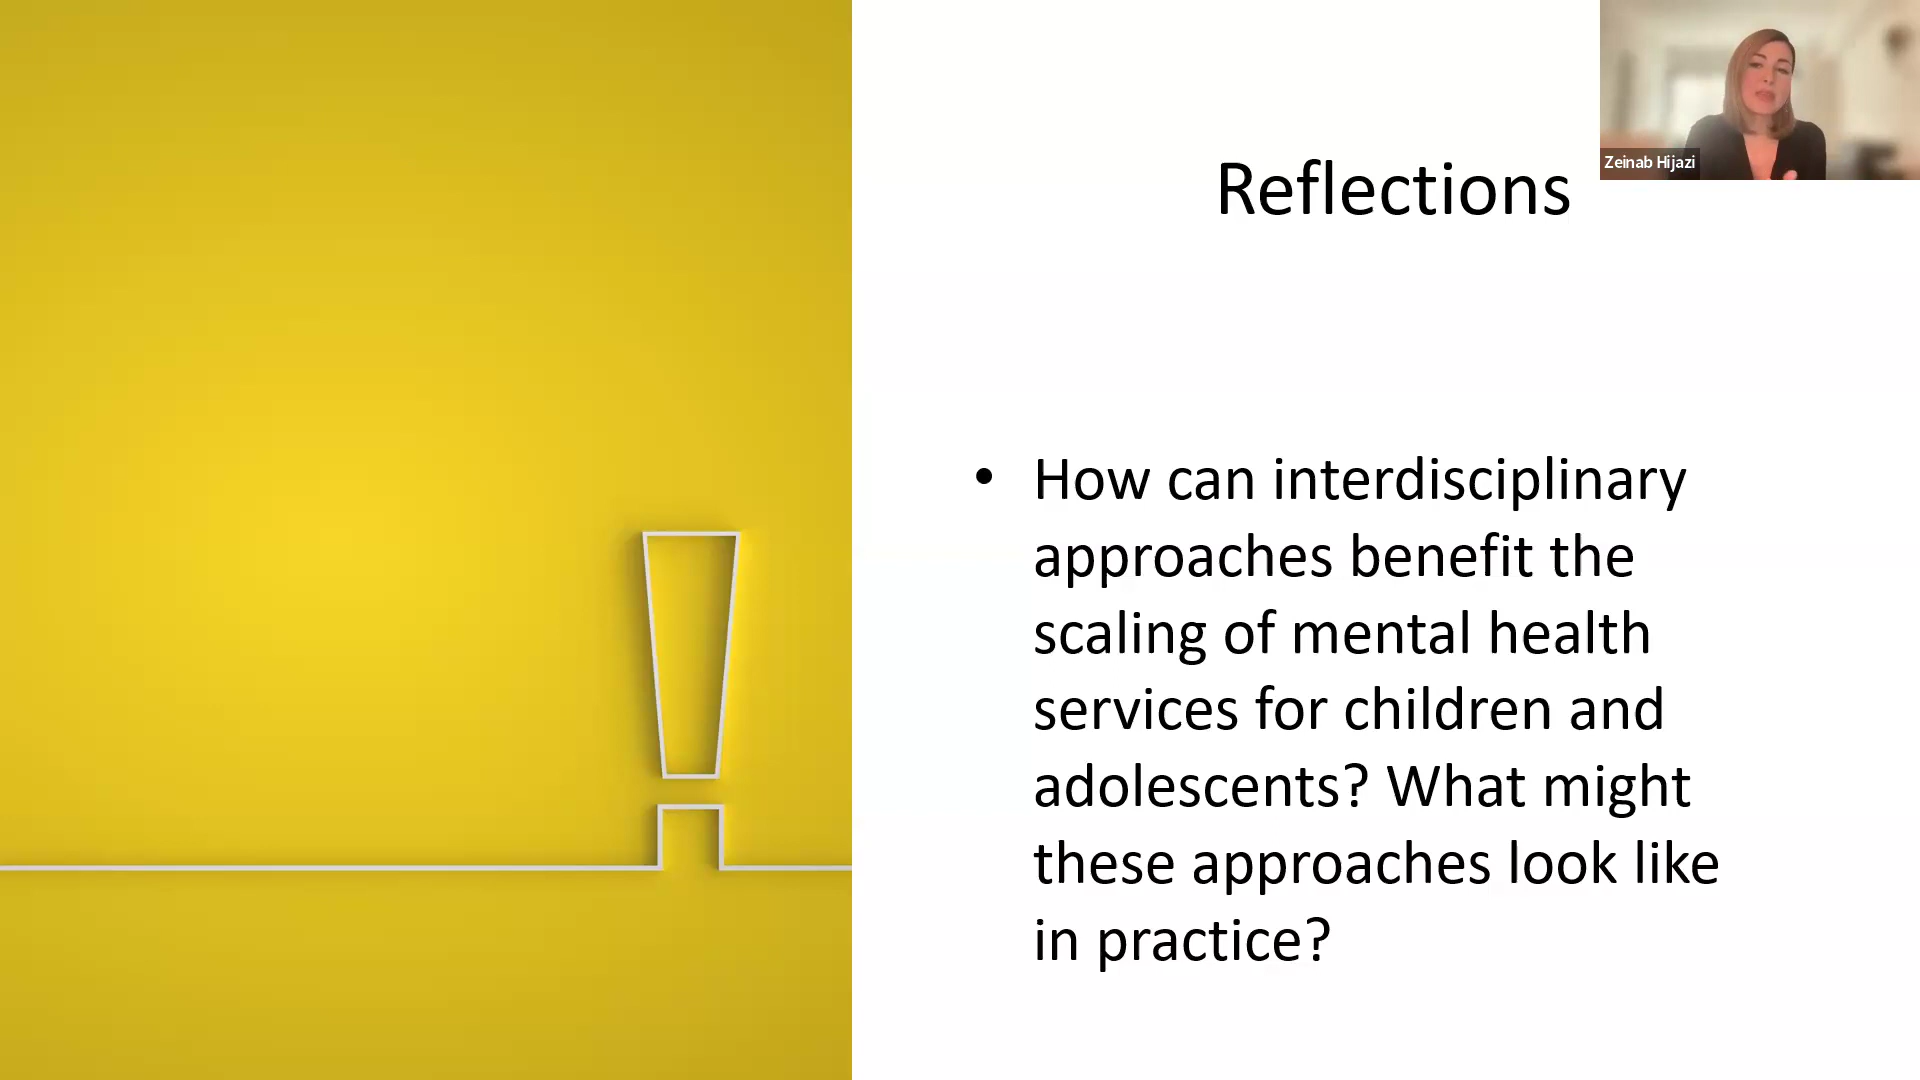 Zeinab Hijazi
Reflections
• How can interdisciplinary
approaches benefit the
scaling of mental health
services for children and
adolescents? What might
these approaches look like
in practice?